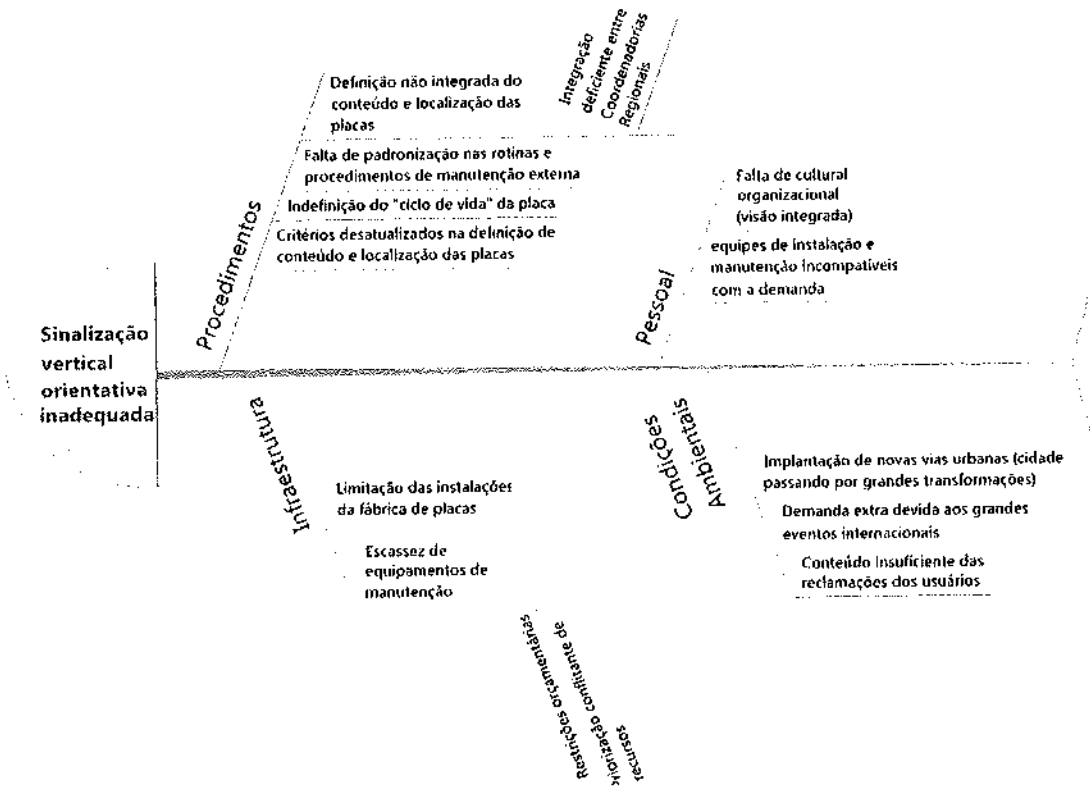 Integração
deficiente entre
Coordenadorias
Regionais
Definição não integrada do
conteúdo e localização das
placas
Falta de padronização nas rotinas e
procedimentos de manutenção externa
Indefinição do "ciclo de vida" da placa
Critérios desatualizados na definição de
conteúdo e localização das placas
Procedimentos
Falta de cultural
organizacional
(visão integrada)
equipes de instalação e
manutenção incompatíveis
com a demanda
Pessoal
Sinalização
vertical
orientativa
inadequada
Infraestrutura
Limitação das instalações
da fábrica de placas
Escassez de
equipamentos de
manutenção
Condições
Ambientais
Implantação de novas vias urbanas (cidade
passando por grandes transformações)
Demanda extra devida aos grandes
eventos internacionais
Conteúdo Insuficiente das
reclamações dos usuários
Restrições orçamentárias
conflitante de
recursos